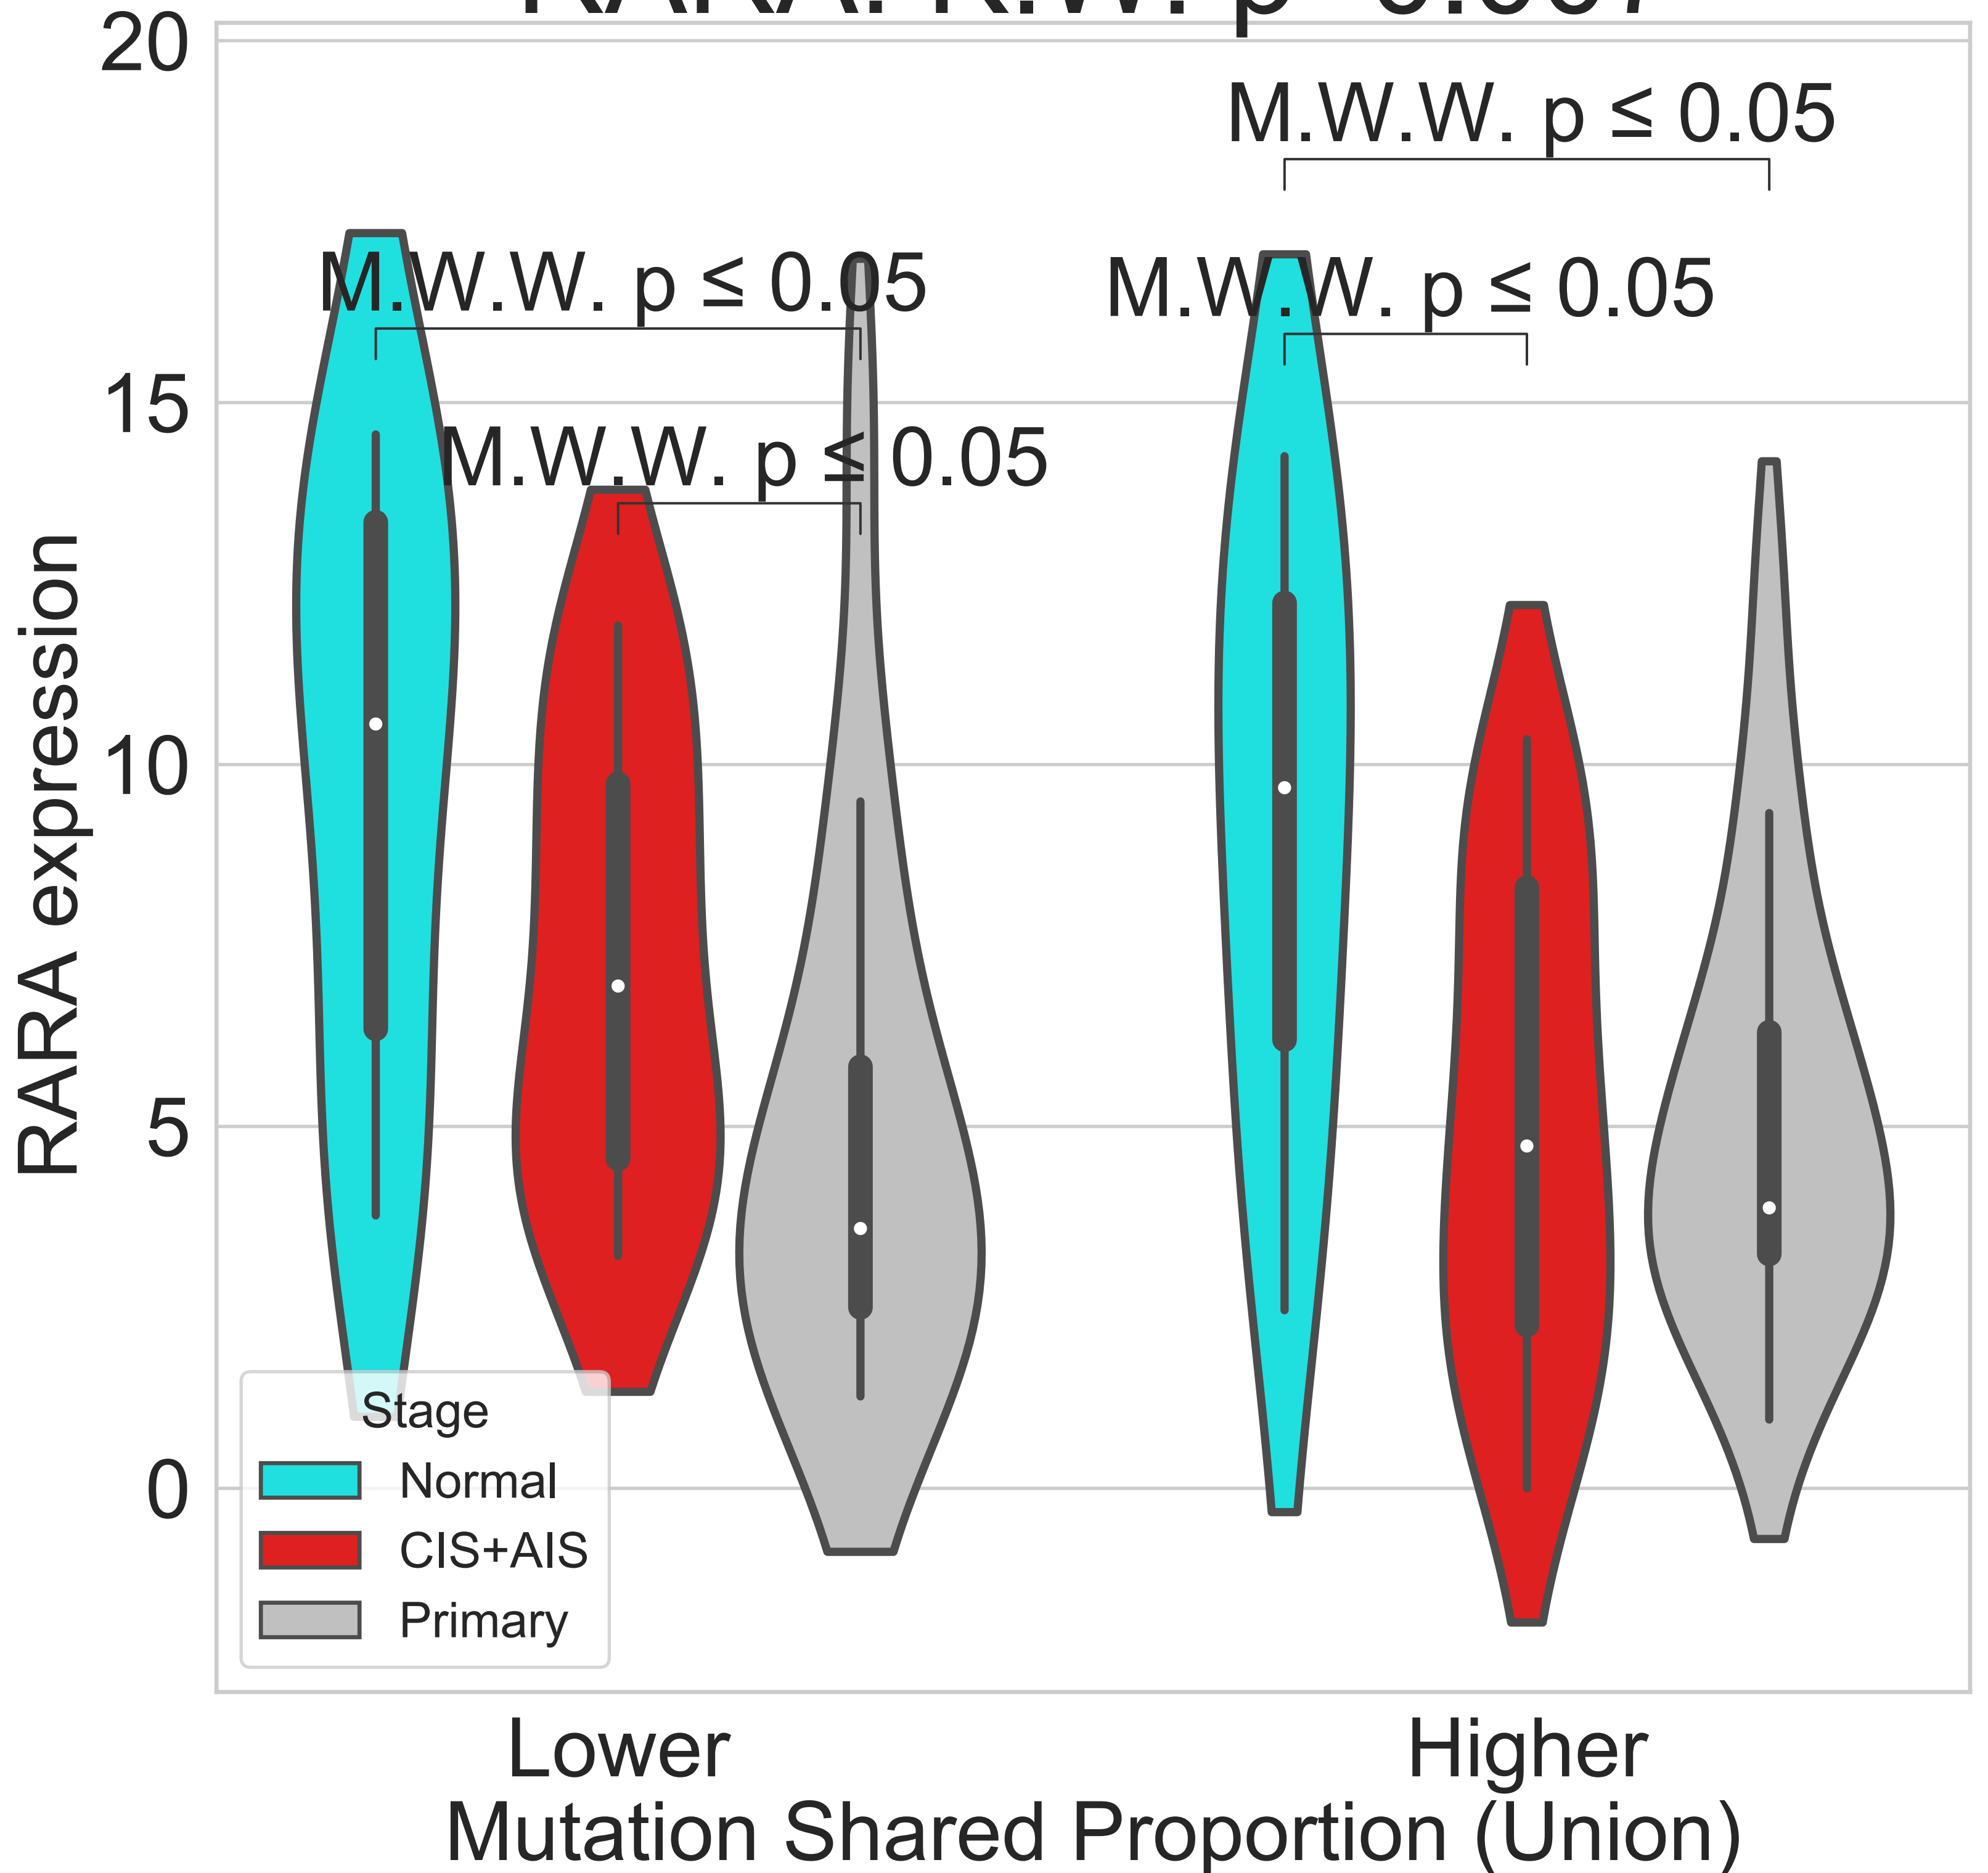 20
M.W.W. p ≤ 0.05
M.W.W. p ≤ 0.05
M.W.W. p ≤ 0.05
15
M.W.W. p ≤ 0.05
10
5
0
RARA expression
Stage
Normal
CIS+AIS
Primary
Lower
Higher
Mutation Shared Proportion (Union)